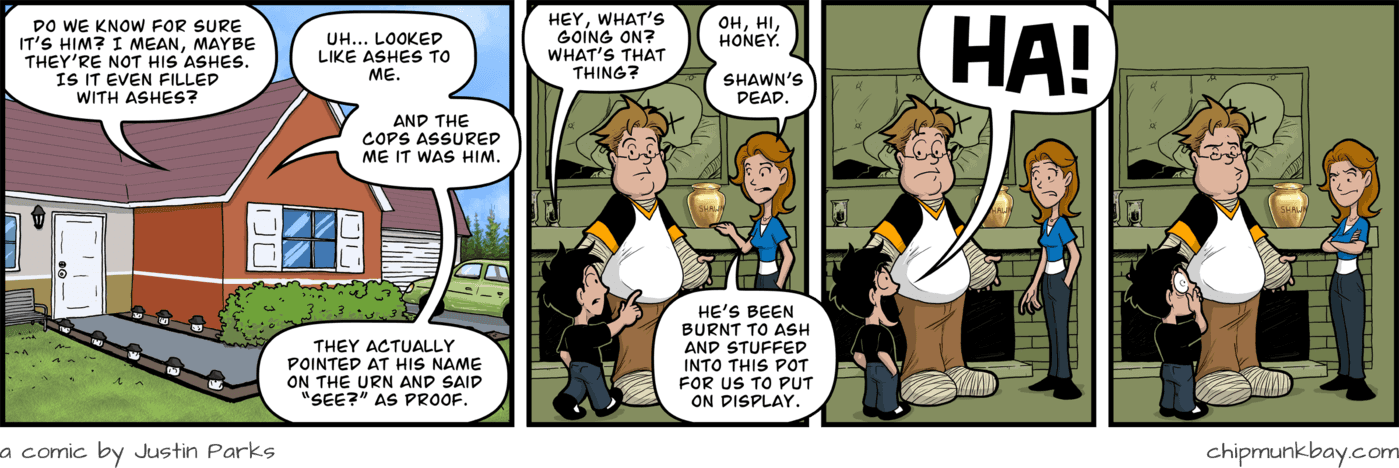 DO WE KNOW FOR SURE
IT'S HIM? I MEAN, MAYBE
THEY'RE NOT HIS ASHES.
IS IT EVEN FILLED
WITH ASHES?
UH... LOOKED
LIKE ASHES TO
ME.
AND THE
COPS ASSURED
ME IT WAS HIM.
THEY ACTUALLY
POINTED AT HIS NAME
ON THE URN AND SAID
"SEE?" AS PROOF.
HEY, WHAT'S
GOING ON?
WHAT'S THAT
THING?
OH, HI,
HONEY.
SHAWN'S
DEAD.
SHAWN
HE'S BEEN
BURNT TO ASH
AND STUFFED
INTO THIS POT
FOR US TO PUT
ON DISPLAY.
HA!
SHAWN
SHAWN
a comic by Justin Parks
chipmunkbay.com